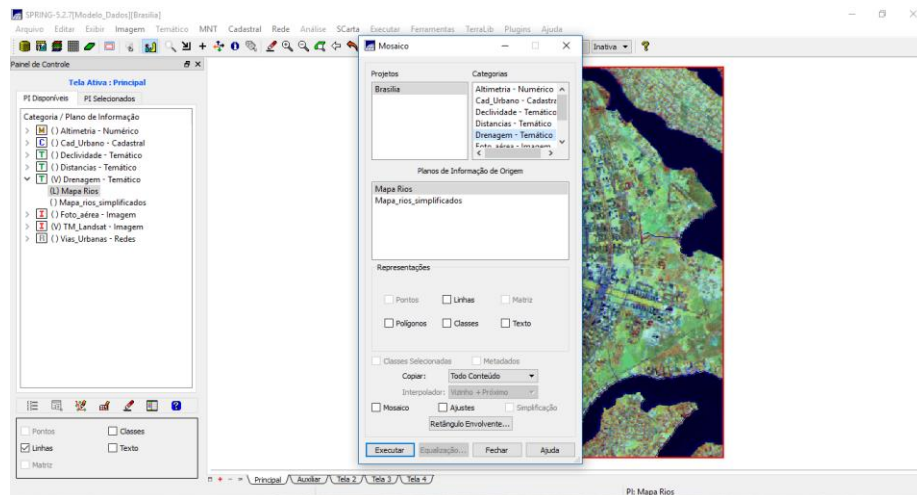 SPRING-5.2.7[Modelo_Dados][Brasilia]
Arquivo Editar Exibir Imagem Temático MNT Cadastral Rede Análise SCarta Executar Ferramentas TerraLib Plugins Ajuda
Inativa
Painel de Controle
Tela Ativa : Principal
PI Disponíveis PI Selecionados
Categoria / Plano de Informação
M () Altimetria - Numérico
C () Cad_Urbano - Cadastral
T () Declividade - Temático
T () Distancias - Temático
T (V) Drenagem - Temático
(L) Mapa Rios
() Mapa_rios_simplificados
I () Foto_aérea - Imagem
I (V) TM_Landsat - Imagem
R () Vias_Urbanas - Redes
Pontos Classes
Linhas Texto
Matriz
Mosaico
Projetos Categorias
Brasilia
Altimetria - Numérico
Cad_Urbano - Cadastra
Declividade - Temático
Distancias - Temático
Drenagem - Temático
Foto_aérea - Imagem
Planos de Informação de Origem
Mapa Rios
Mapa_rios_simplificados
Representações
Pontos Linhas Matriz
Polígonos Classes Texto
Classes Selecionadas Metadados
Copiar: Todo Conteúdo
Interpolador: Vizinho + Próximo
Mosaico Ajustes Simplificação
Retângulo Envolvente...
Executar Equalização... Fechar Ajuda
Principal Auxiliar Tela 2 Tela 3 Tela 4
PI: Mapa Rios